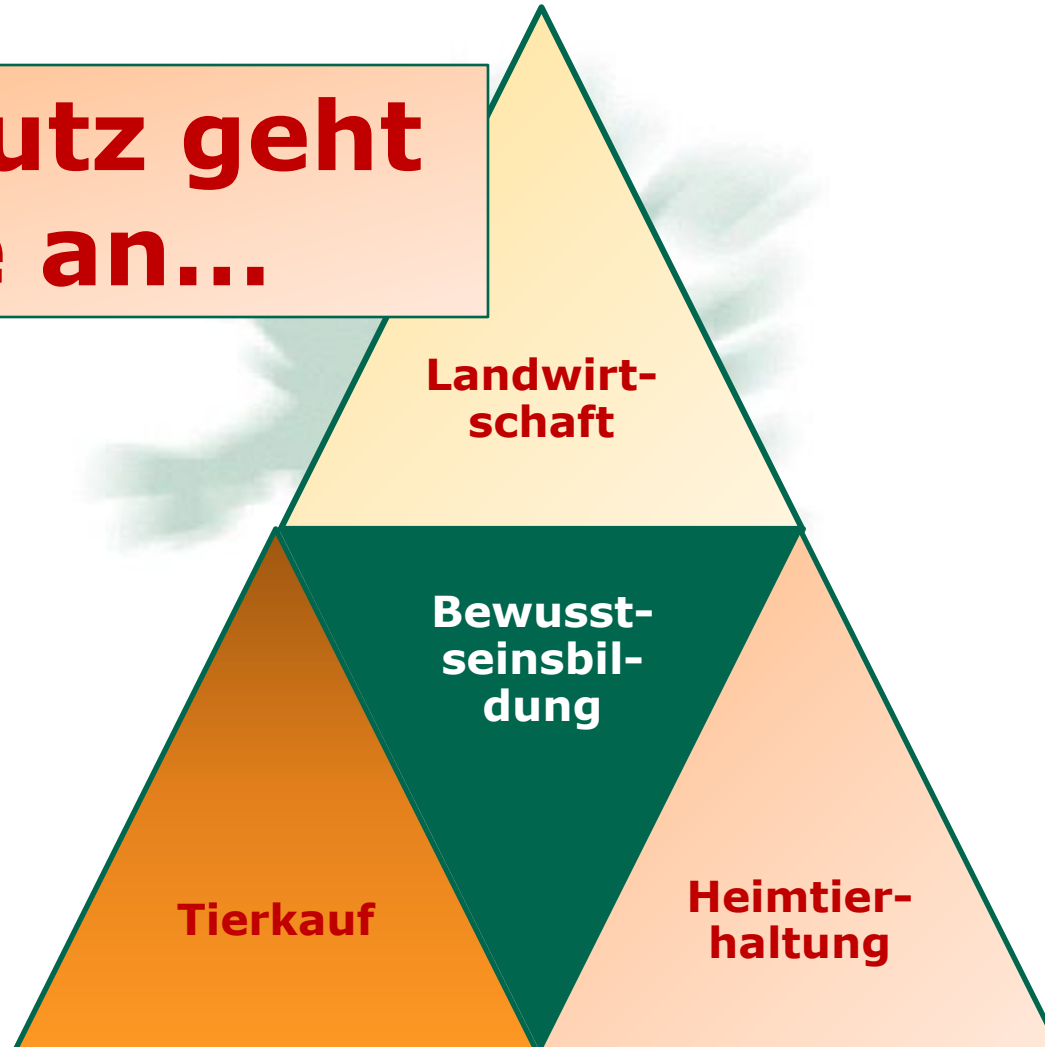 utz geht
e an...
Landwirt-
schaft
Bewusst-
seinsbil-
dung
Tierkauf
Heimtier-
haltung